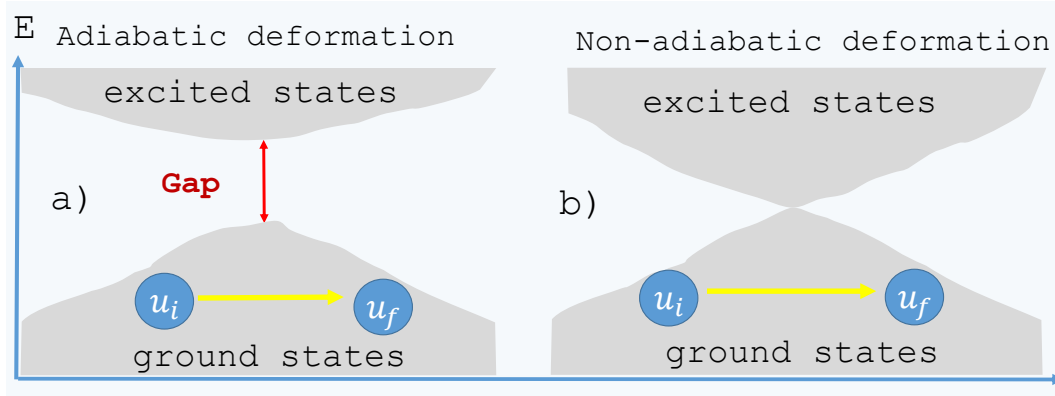 E
Adiabatic deformation
excited states
Gap
a)
u_i
u_f
ground states
Non-adiabatic deformation
excited states
b)
u_i
u_f
ground states